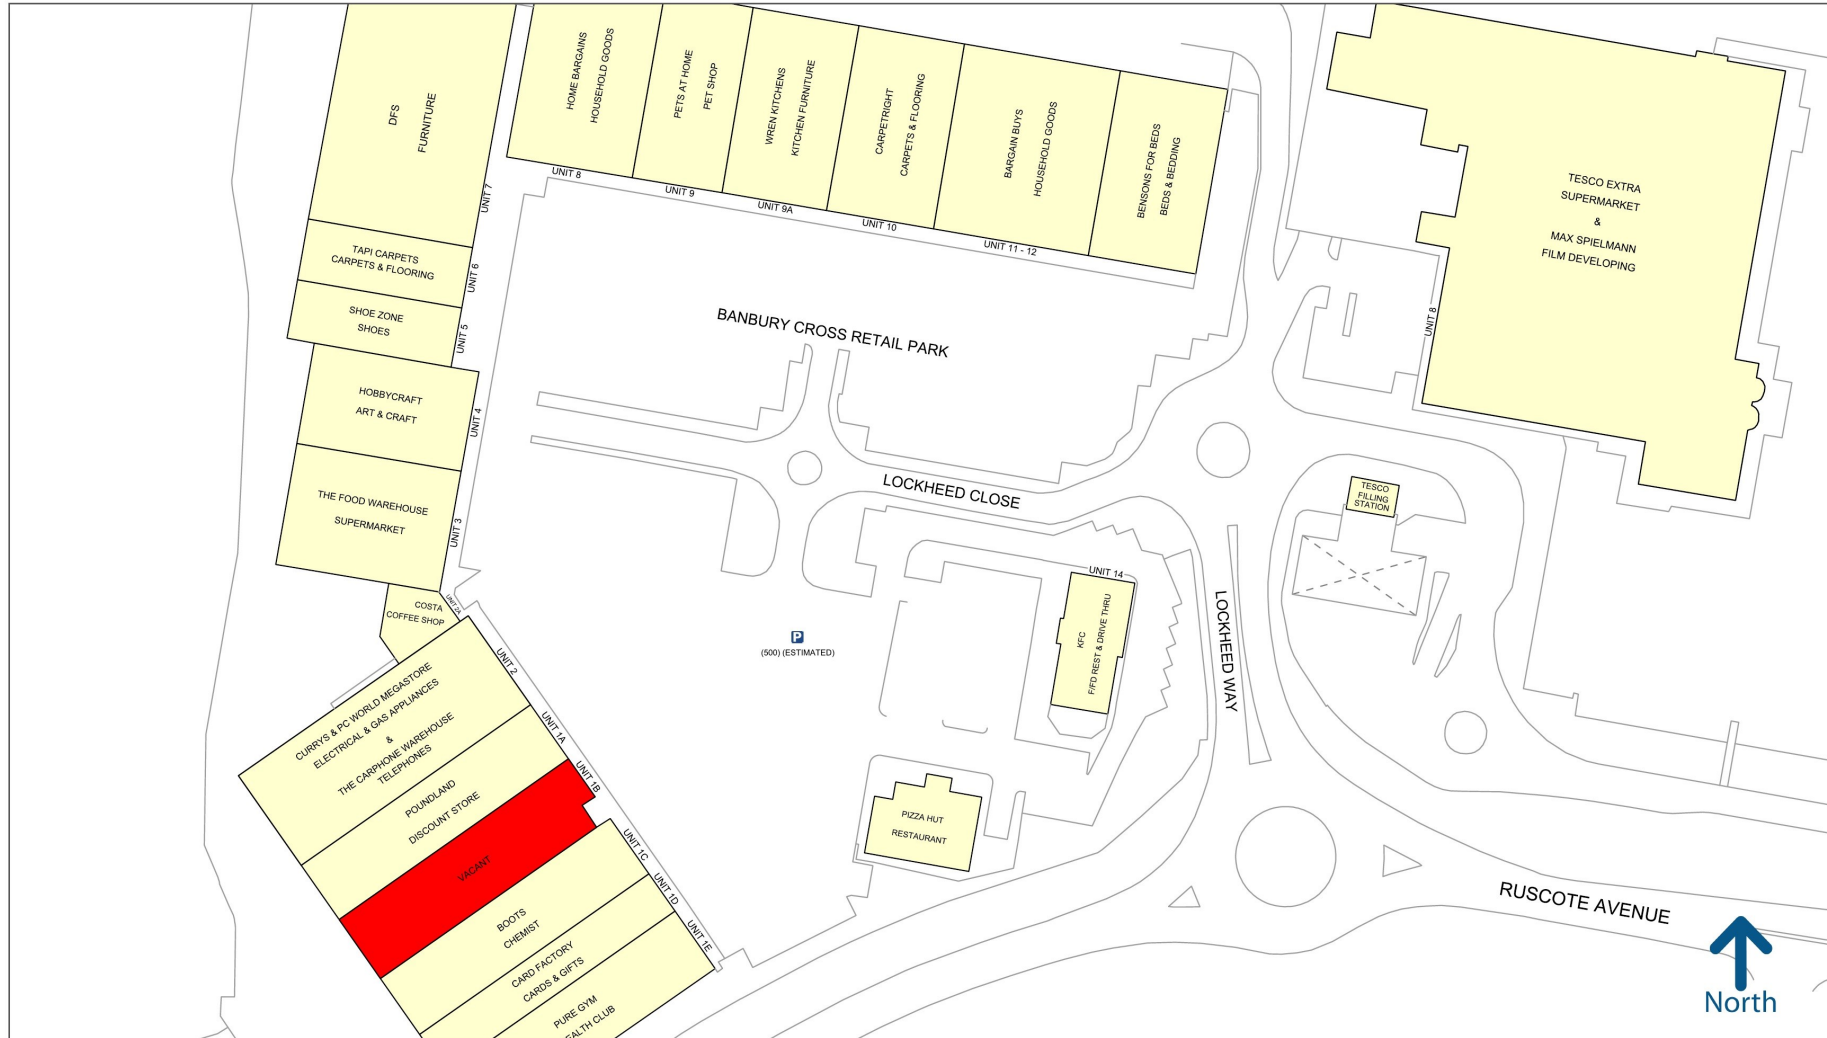 DFS
FURNITURE
UNIT 7
HOME BARGAINS
HOUSEHOLD GOODS
UNIT 8
PETS AT HOME
PET SHOP
UNIT 9
WREN KITCHENS
KITCHEN FURNITURE
UNIT 9A
CARPETRIGHT
CARPETS & FLOORING
UNIT 10
BARGAIN BUYS
HOUSEHOLD GOODS
UNIT 11 - 12
BENSONS FOR BEDS
BEDS & BEDDING
TESCO EXTRA
SUPERMARKET
&
MAX SPIELMANN
FILM DEVELOPING
UNIT 8
TAPI CARPETS
CARPETS & FLOORING
UNIT 6
SHOE ZONE
SHOES
UNIT 5
BANBURY CROSS RETAIL PARK
HOBBYCRAFT
ART & CRAFT
UNIT 4
THE FOOD WAREHOUSE
SUPERMARKET
UNIT 3
LOCKHEED CLOSE
TESCO
FILLING
STATION
COSTA
COFFEE SHOP
UNIT 2A
UNIT 14
KFC
F/FD REST & DRIVE THRU
LOCKHEED WAY
P
(500) (ESTIMATED)
CURRYS & PC WORLD MEGASTORE
ELECTRICAL & GAS APPLIANCES
&
THE CARPHONE WAREHOUSE
TELEPHONES
UNIT 2
POUNDLAND
DISCOUNT STORE
UNIT 1A
VACANT
UNIT 1B
PIZZA HUT
RESTAURANT
BOOTS
CHEMIST
UNIT 1C
CARD FACTORY
CARDS & GIFTS
UNIT 1D
PURE GYM
EALTH CLUB
UNIT 1E
RUSCOTE AVENUE
North